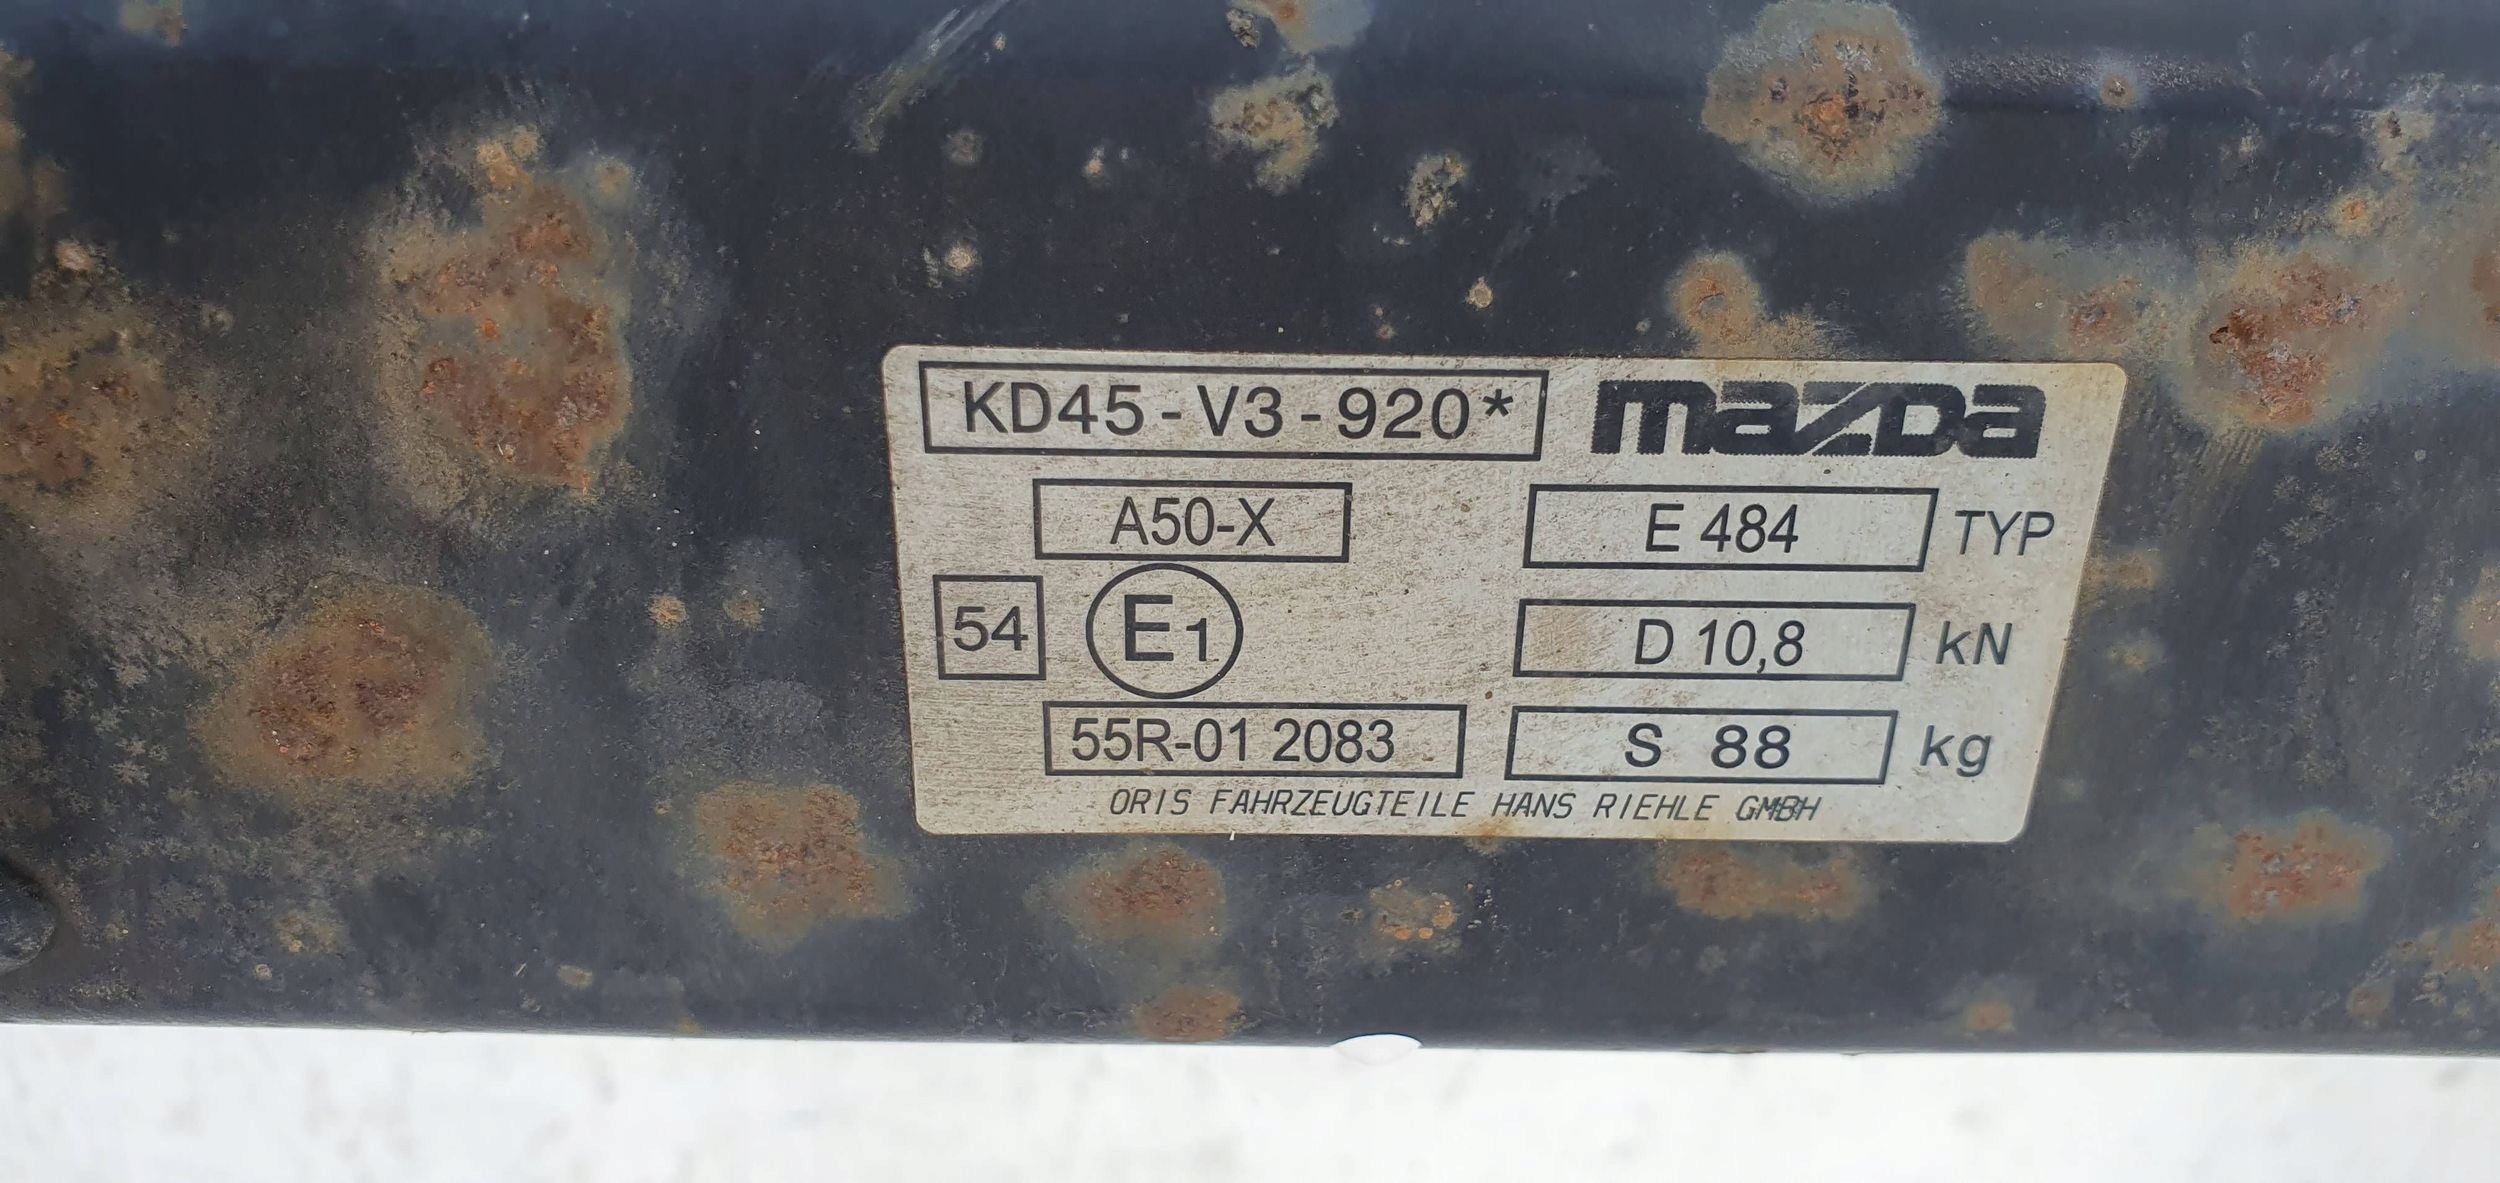 KD45-V3-920* mazda
A50-X E 484 TYP
54 E1 D 10,8 kN
55R-01 2083 S 88 kg
ORIS FAHRZEUGTEILE HANS RIEHLE GMBH